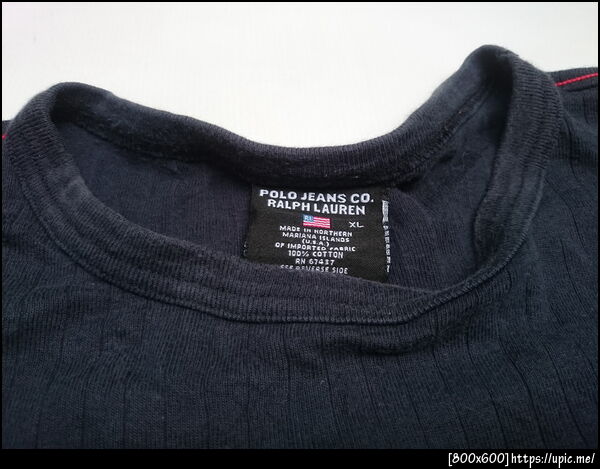 POLO JEANS CO.
RALPH LAUREN
XL
MADE IN NORTHERN
MARIANA ISLANDS
(U.S.A.)
OF IMPORTED FABRIC
100% COTTON
RN 67437
SEE REVERSE SIDE
[800x600]https://upic.me/